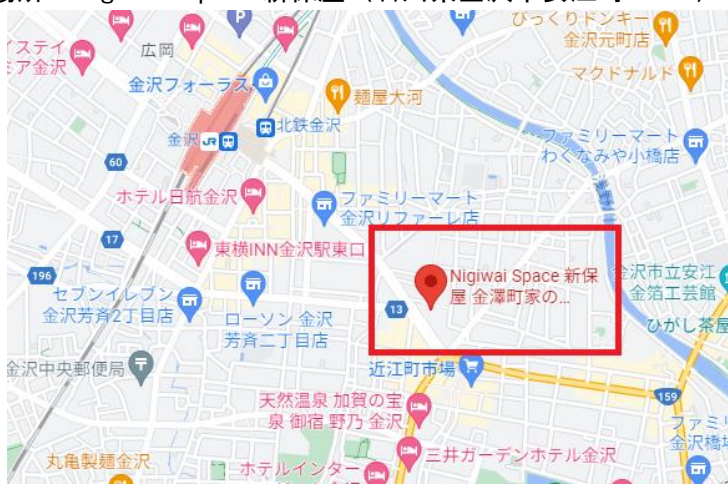 びっくりドンキー
金沢元町店
広岡
マクドナルド
金沢フォーラス
麺屋大河
北鉄金沢
金沢
JR
ファミリーマート
わくなみや小橋店
60
ホテル日航金沢
ファミリーマート
金沢リファーレ店
17
東横INN金沢駅東口
196
セブンイレブン
金沢芳斉2丁目店
Nigiwai Space 新保
屋 金澤町家の...
金沢市立安江
金箔工芸館
13
ローソン 金沢
芳斉二丁目店
ひがし茶屋
金沢中央郵便局
近江町市場
159
天然温泉 加賀の宝
泉 御宿 野乃 金沢
ファミリ
金沢橋場
三井ガーデンホテル金沢
丸亀製麺金沢
ホテルインター